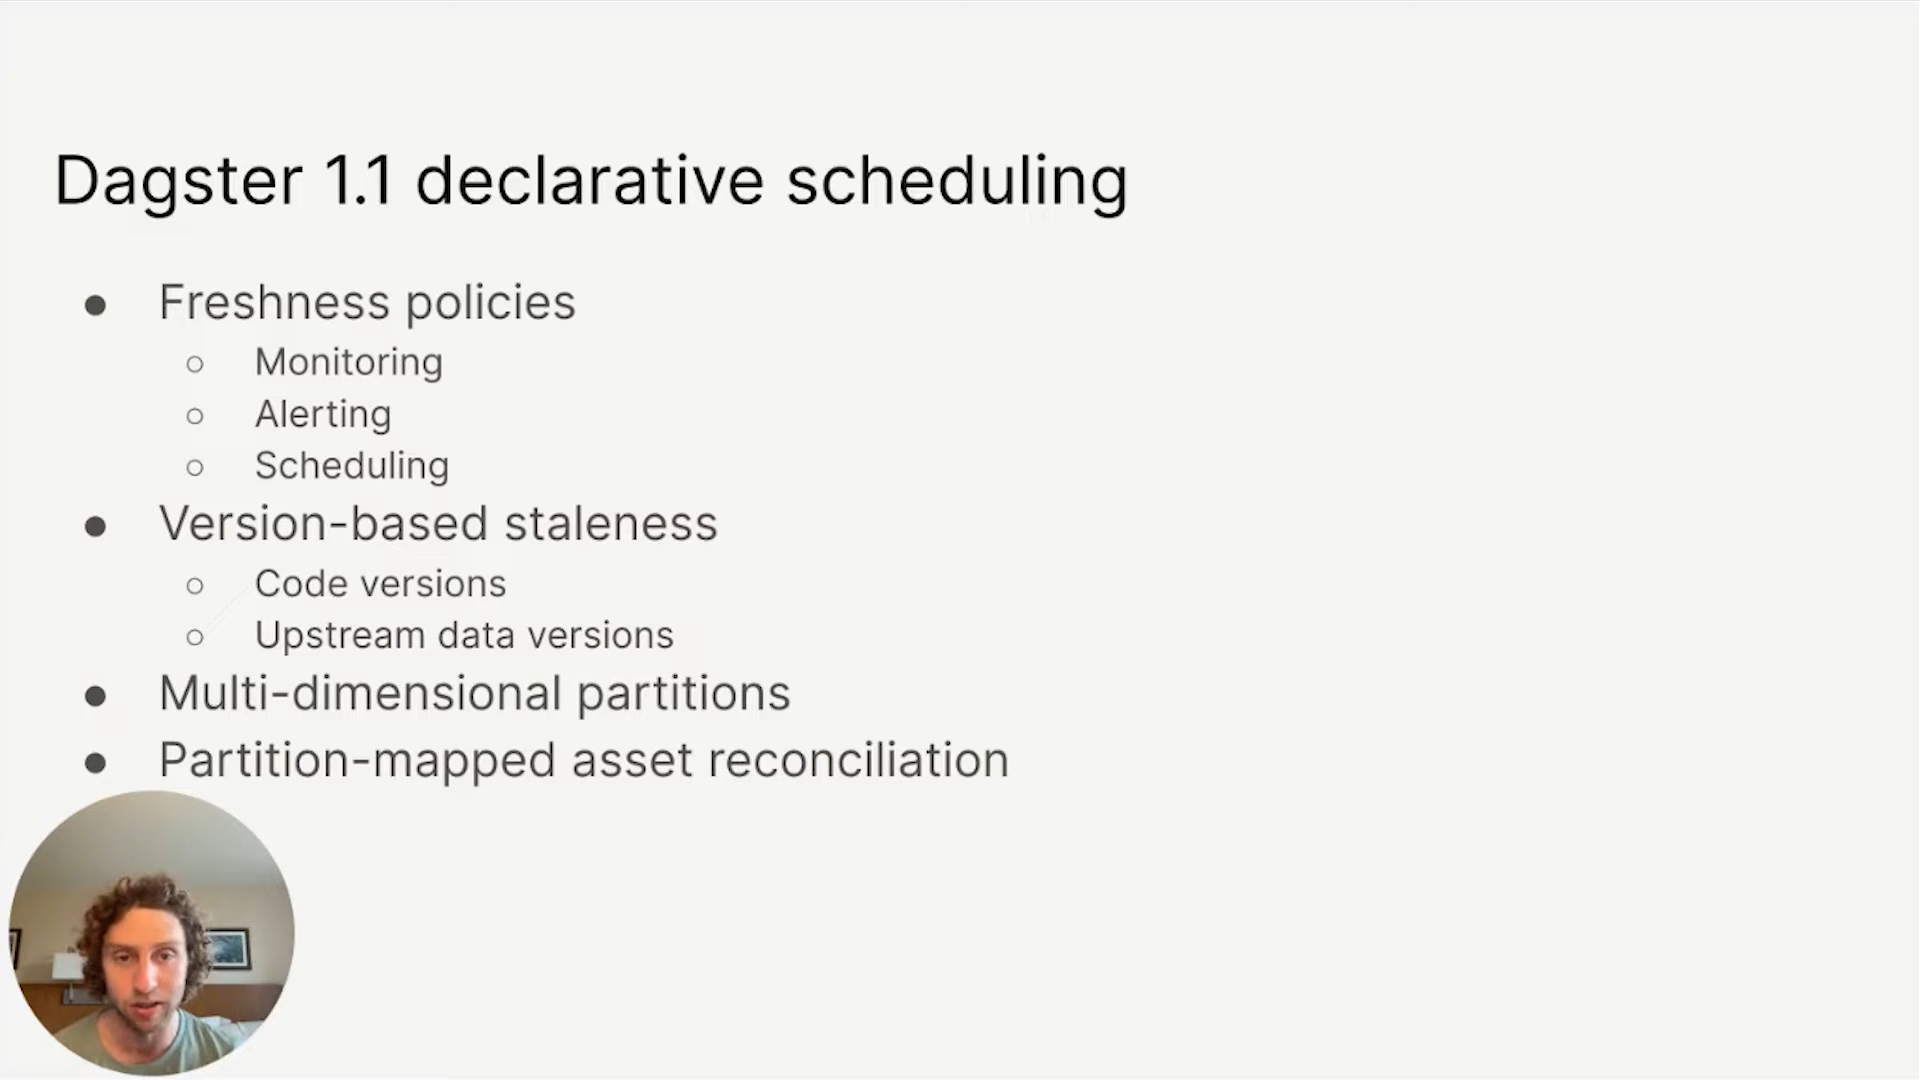 Dagster 1.1 declarative scheduling
● Freshness policies
○ Monitoring
○ Alerting
○ Scheduling
● Version-based staleness
○ Code versions
○ Upstream data versions
● Multi-dimensional partitions
● Partition-mapped asset reconciliation